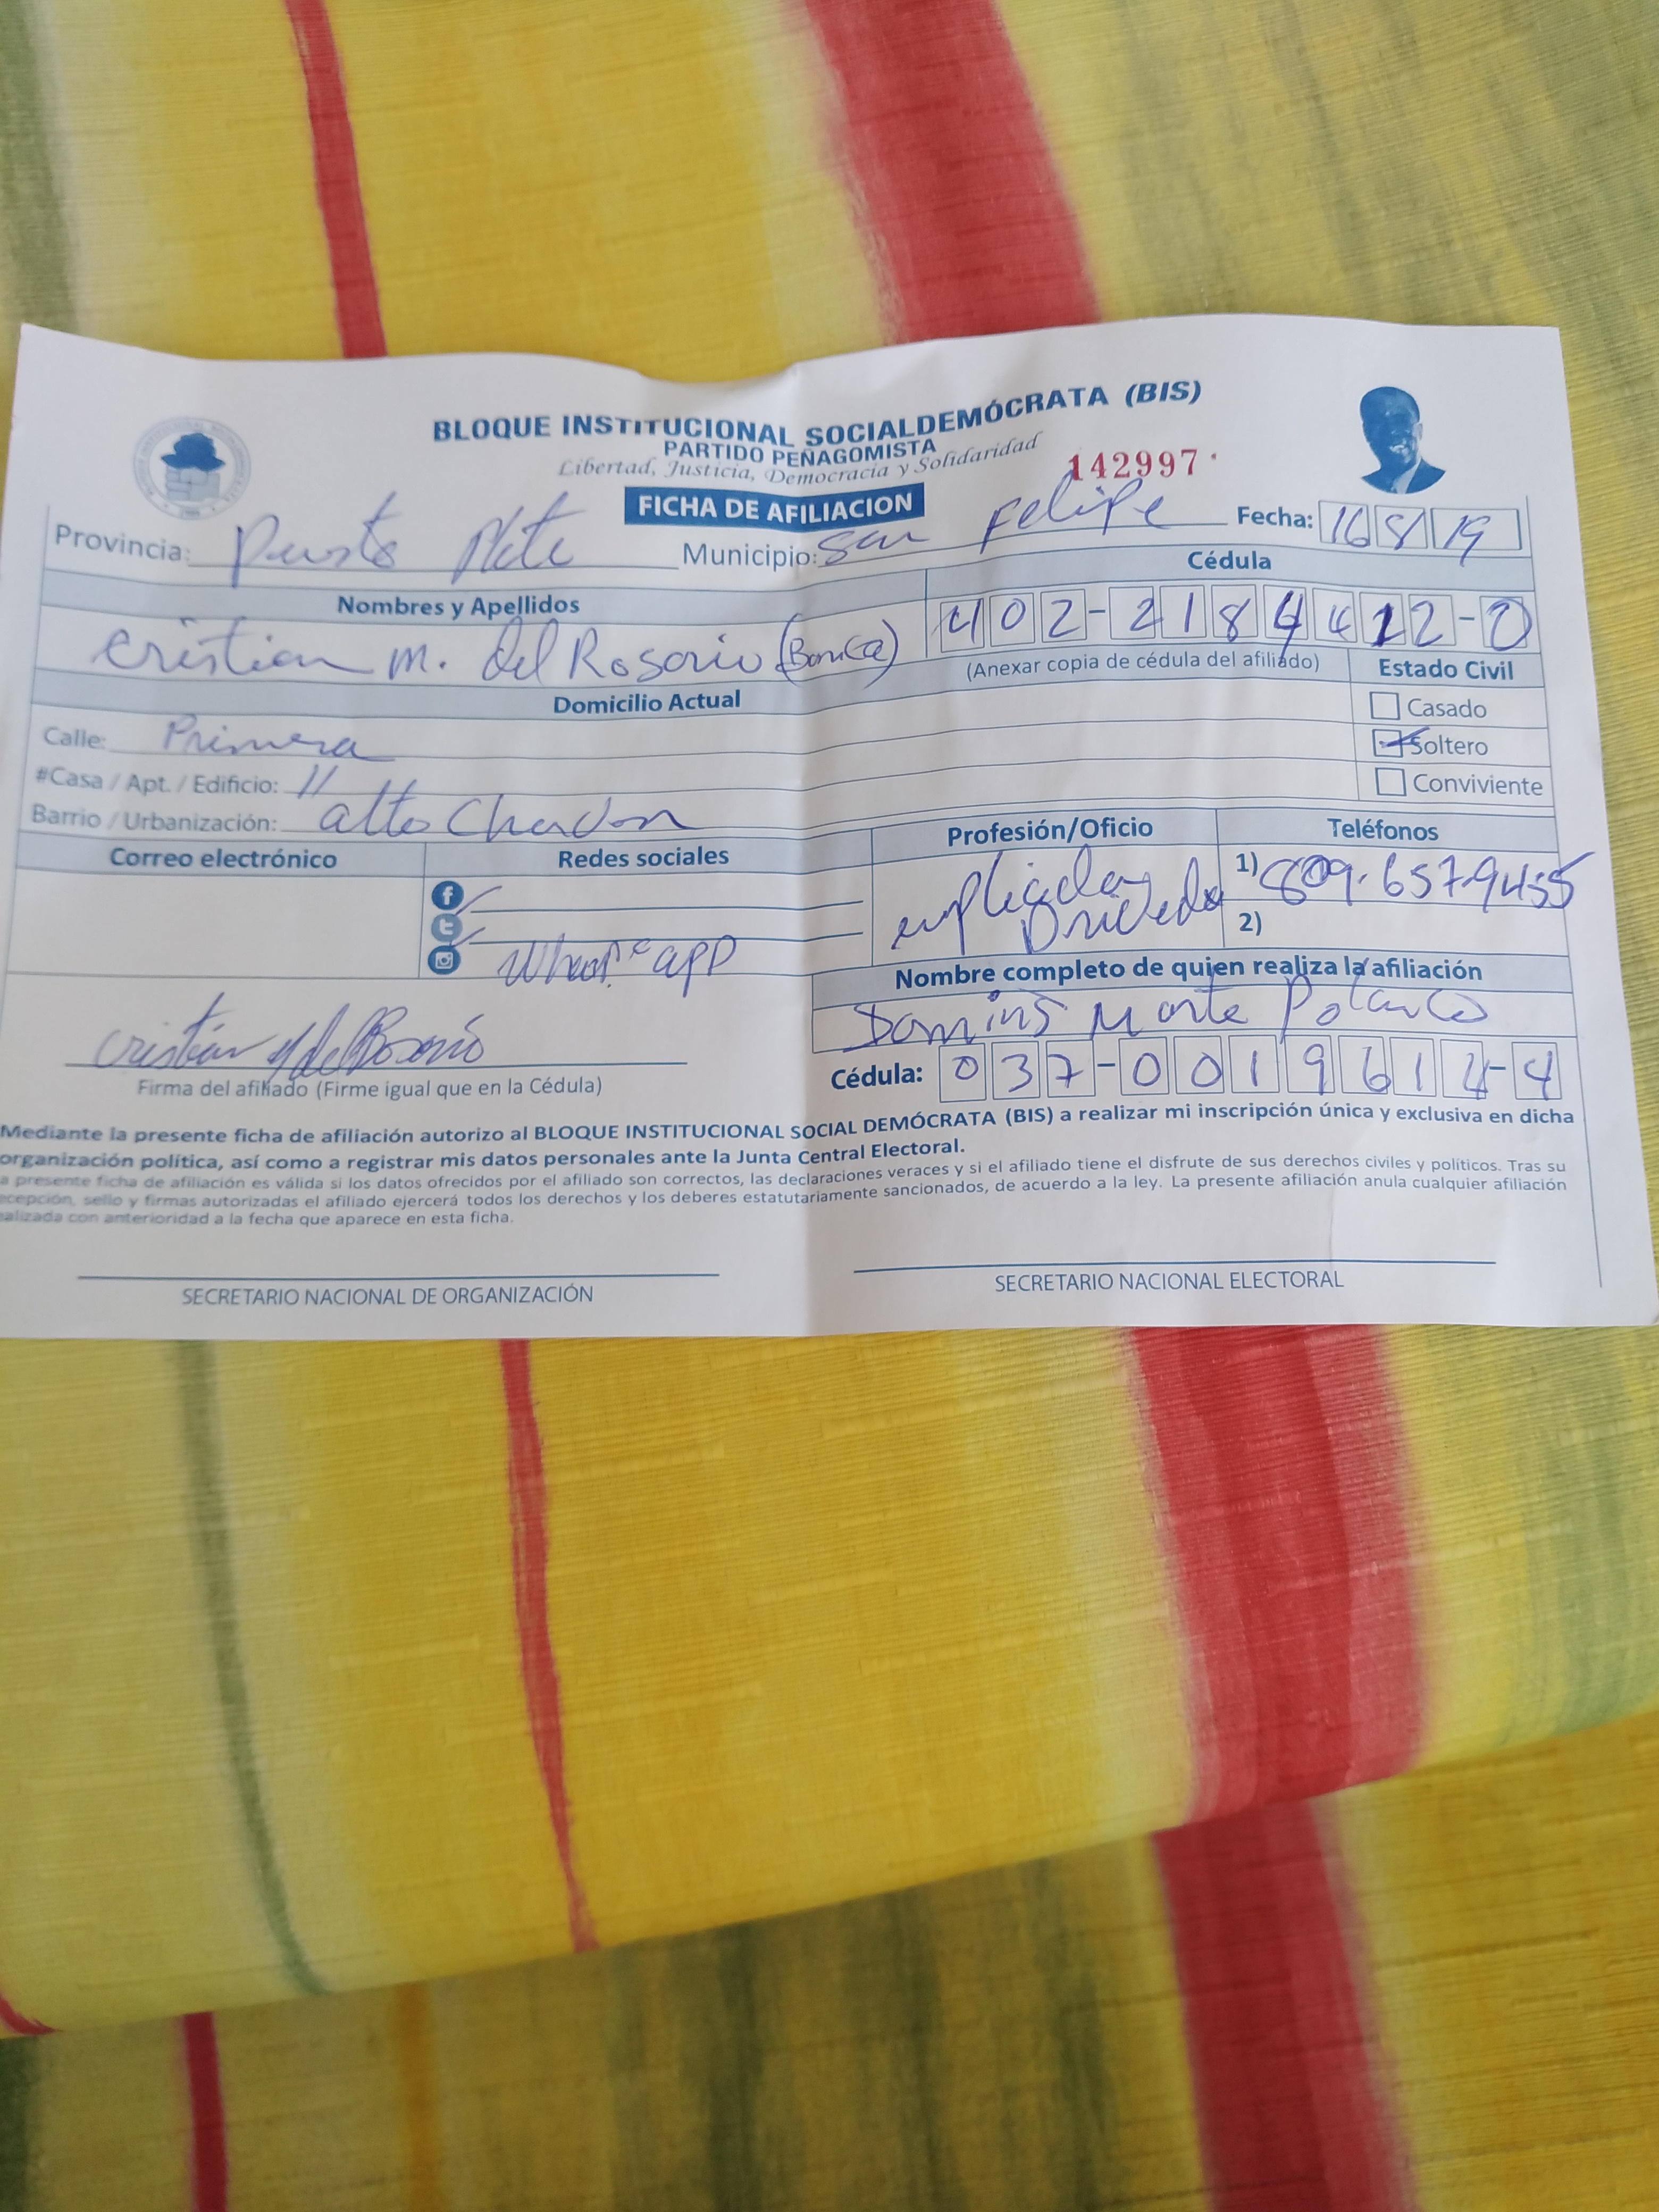 BLOQUE INSTITUCIONAL SOCIALDEMÓCRATA (BIS)
PARTIDO PEÑAGOMISTA
Libertad, Justicia, Democracia y Solidaridad
142997
FICHA DE AFILIACION
Provincia: Puerto Plata Municipio: San Felipe Fecha: 16 8 19
Nombres y Apellidos
Cédula
Cristian M. del Rosario
402-2184412-0
(Anexar copia de cédula del afiliado)
Estado Civil
Domicilio Actual
Casado
Calle: Primera
Soltero
#Casa / Apt. / Edificio: 11
Conviviente
Barrio / Urbanización: alto Chavon
Correo electrónico
Redes sociales
Profesión/Oficio
Teléfonos
1) 809-657-9455
2)
Nombre completo de quien realiza la afiliación
Polanco
Cristian M del Rosario
Firma del afiliado (Firme igual que en la Cédula)
Cédula: 037-0019614-4
Mediante la presente ficha de afiliación autorizo al BLOQUE INSTITUCIONAL SOCIAL DEMÓCRATA (BIS) a realizar mi inscripción única y exclusiva en dicha
organización política, así como a registrar mis datos personales ante la Junta Central Electoral.
a presente ficha de afiliación es válida si los datos ofrecidos por el afiliado son correctos, las declaraciones veraces y si el afiliado tiene el disfrute de sus derechos civiles y políticos. Tras su
ecepción, sello y firmas autorizadas el afiliado ejercerá todos los derechos y los deberes estatutariamente sancionados, de acuerdo a la ley. La presente afiliación anula cualquier afiliación
alizada con anterioridad a la fecha que aparece en esta ficha.
SECRETARIO NACIONAL DE ORGANIZACIÓN
SECRETARIO NACIONAL ELECTORAL